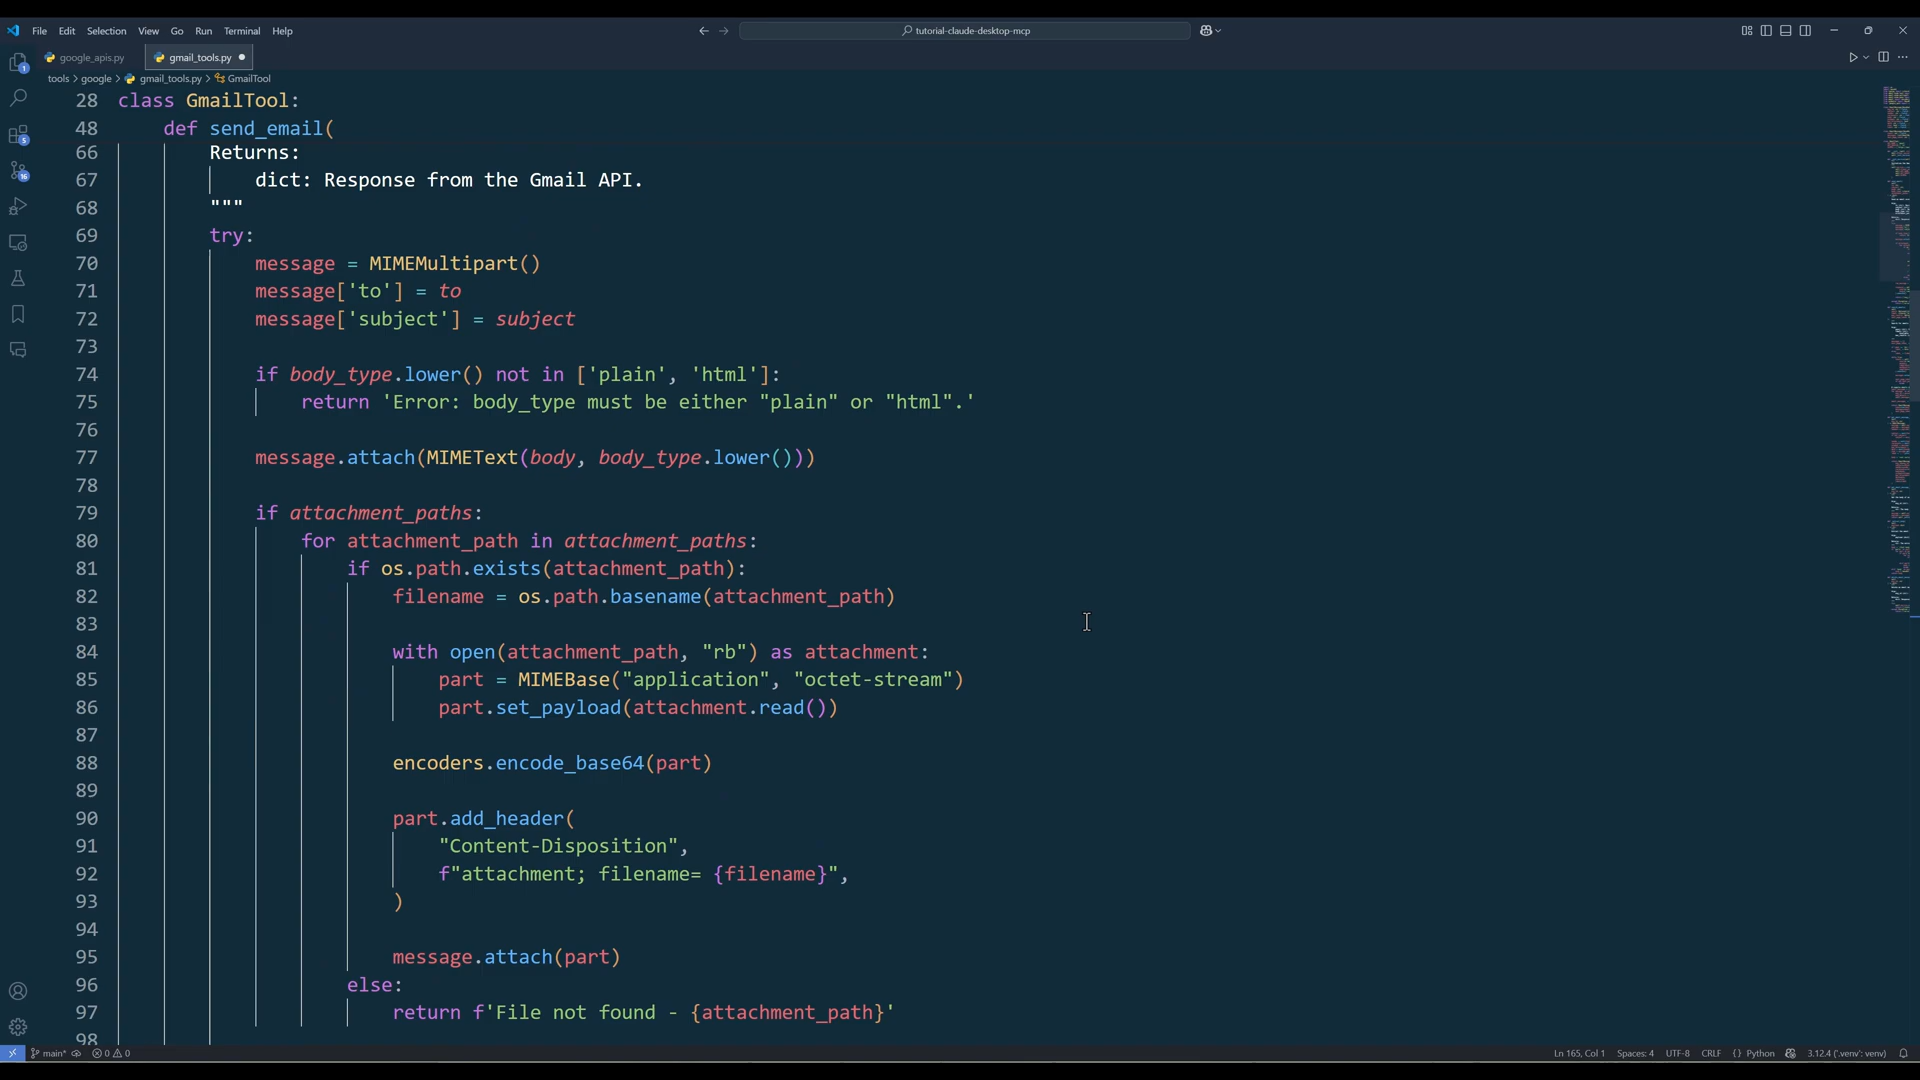 File Edit Selection View Go Run Terminal Help
tutorial-claude-desktop-mcp
google_apis.py gmail_tools.py
tools > google > gmail_tools.py > GmailTool
28 class GmailTool:
48 def send_email(
66 Returns:
67 dict: Response from the Gmail API.
68 """
69 try:
70 message = MIMEMultipart()
71 message['to'] = to
72 message['subject'] = subject
73
74 if body_type.lower() not in ['plain', 'html']:
75 return 'Error: body_type must be either "plain" or "html".'
76
77 message.attach(MIMEText(body, body_type.lower()))
78
79 if attachment_paths:
80 for attachment_path in attachment_paths:
81 if os.path.exists(attachment_path):
82 filename = os.path.basename(attachment_path)
83
84 with open(attachment_path, "rb") as attachment:
85 part = MIMEBase("application", "octet-stream")
86 part.set_payload(attachment.read())
87
88 encoders.encode_base64(part)
89
90 part.add_header(
91 "Content-Disposition",
92 f"attachment; filename= {filename}",
93 )
94
95 message.attach(part)
96 else:
97 return f'File not found - {attachment_path}'
98
main* 0 0 Ln 165, Col 1 Spaces: 4 UTF-8 CRLF {} Python 3.12.4 ('.venv': venv)